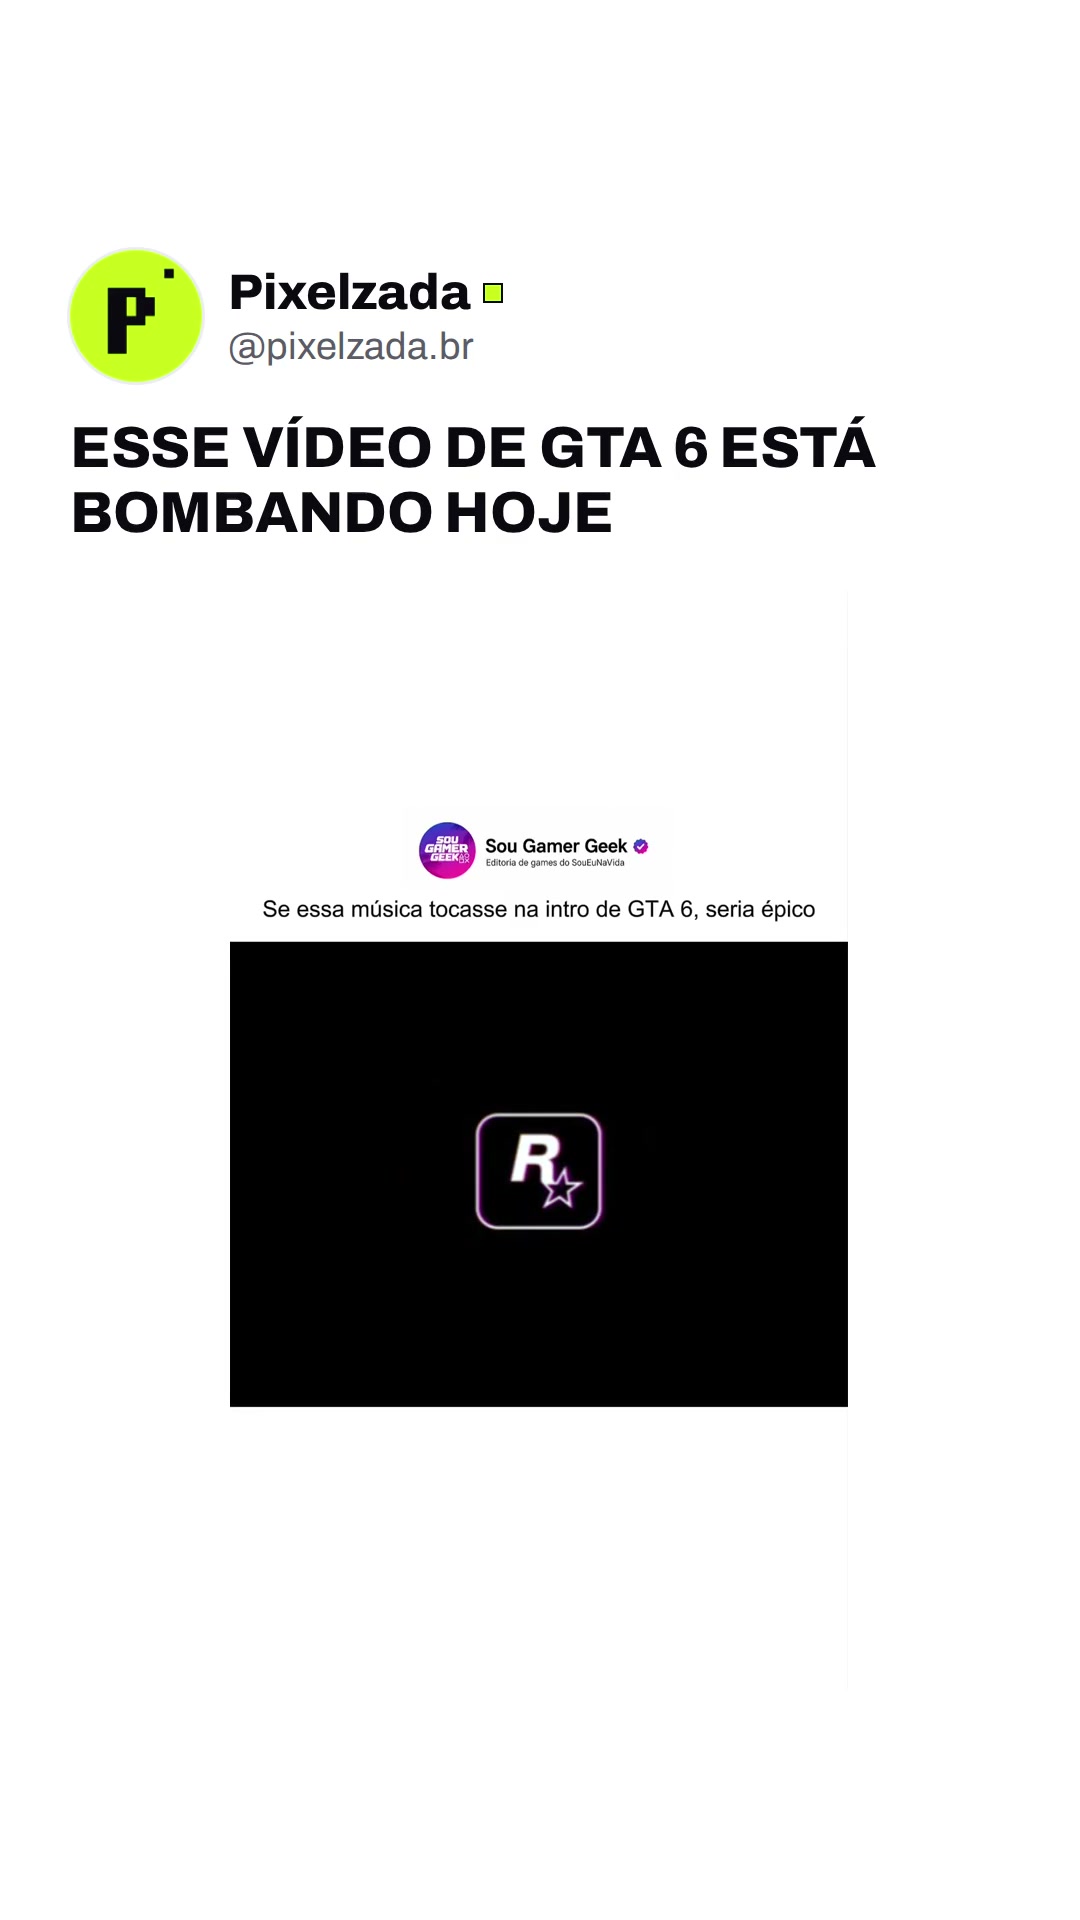 P
Pixelzada
@pixelzada.br
ESSE VÍDEO DE GTA 6 ESTÁ
BOMBANDO HOJE
SOU
GAMER
GEEK
Sou Gamer Geek
Editoria de games do SouEuNaVida
Se essa música tocasse na intro de GTA 6, seria épico
R